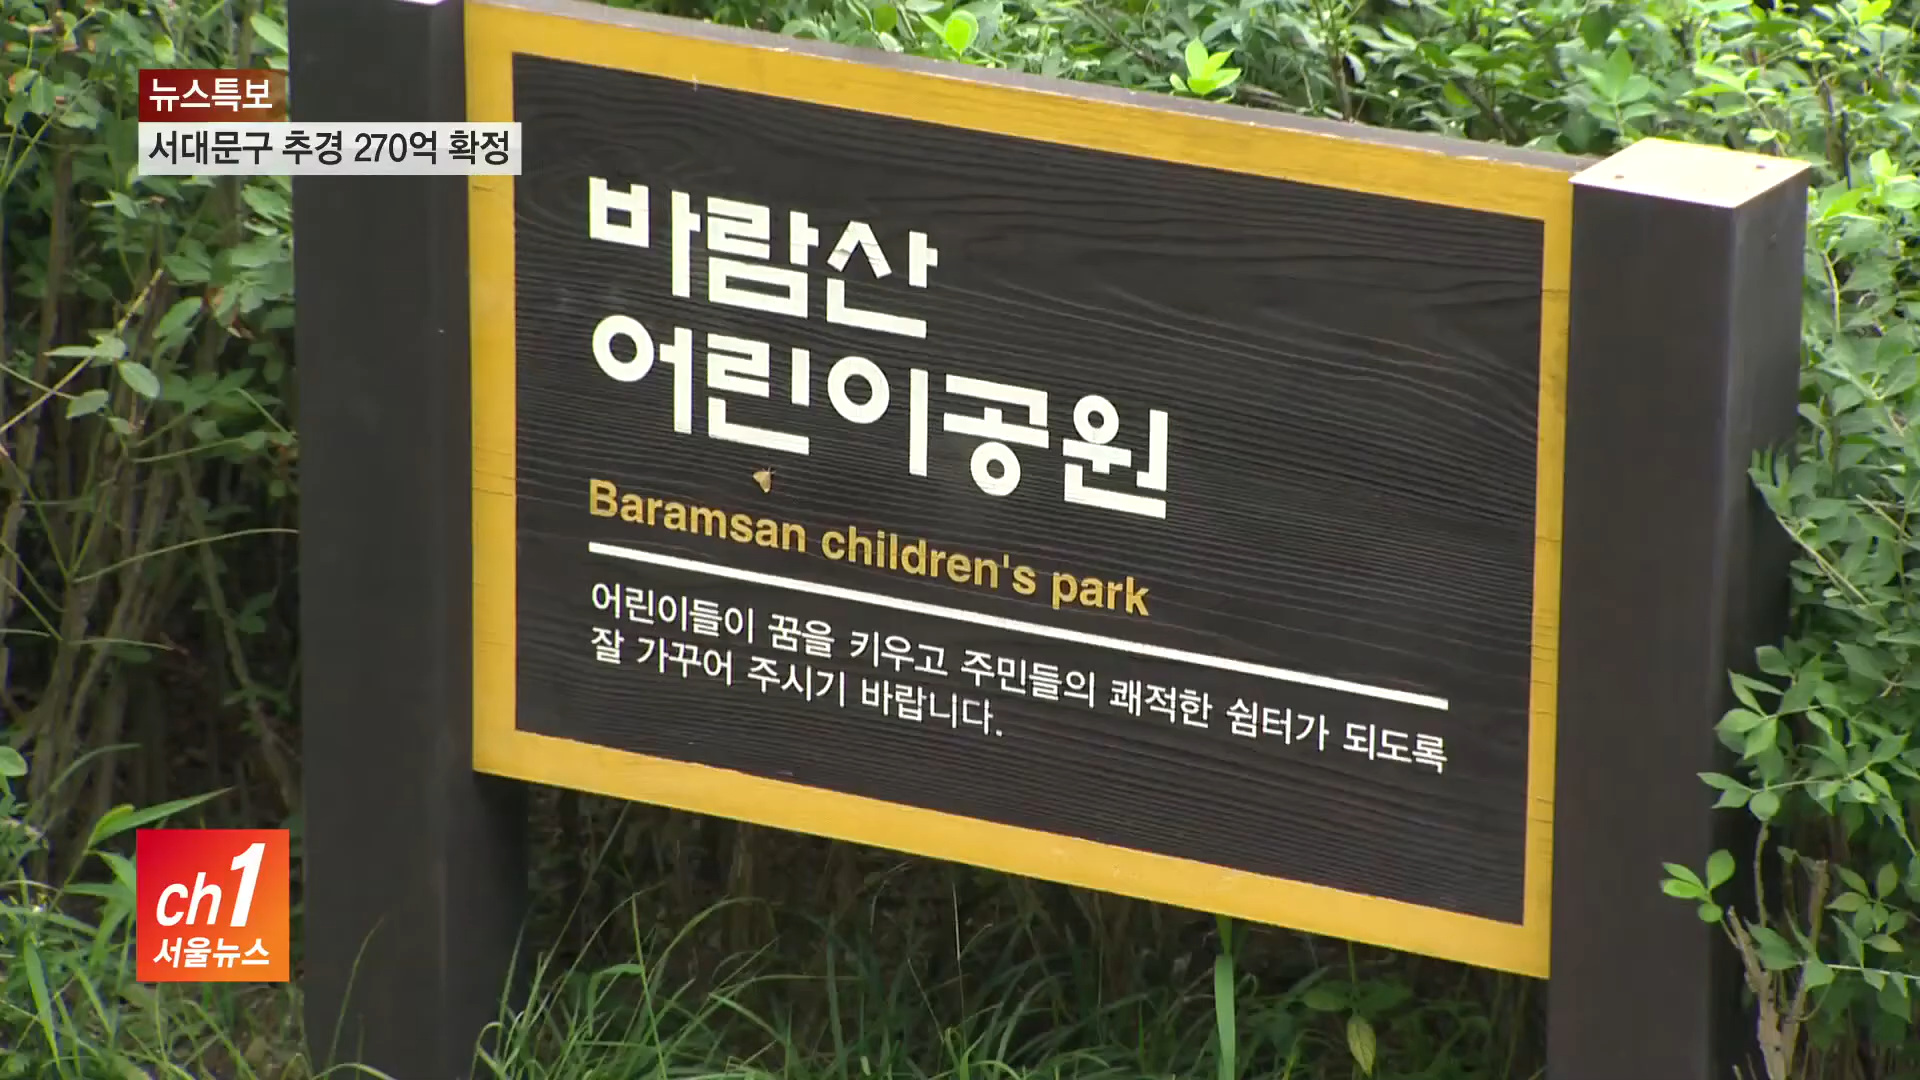 뉴스특보
서대문구 추경 270억 확정
바람산
어린이공원
Baramsan children's park
어린이들이 꿈을 키우고 주민들의 쾌적한 쉼터가 되도록
잘 가꾸어 주시기 바랍니다.
ch1
서울뉴스